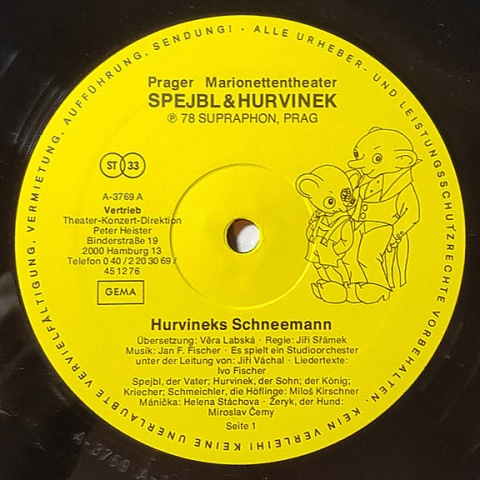 VERMIETUNG, AUFFÜHRUNG, SENDUNG! · ALLE URHEBER- UND LEISTUNGSSCHUTZRECHTE VORBEHALTEN. KEIN VERLEIH! KEINE UNERLAUBTE VERVIELFÄLTIGUNG,
Prager Marionettentheater
SPEJBL & HURVINEK
℗ 78 SUPRAPHON, PRAG
ST 33
A-3769 A
Vertrieb
Theater-Konzert-Direktion
Peter Heister
Binderstraße 19
2000 Hamburg 13
Telefon 0 40 / 2 20 30 69 /
45 12 76
GEMA
Hurvineks Schneemann
Übersetzung: Věra Labská · Regie: Jiří Sřámek
Musik: Jan F. Fischer · Es spielt ein Studioorchester
unter der Leitung von: Jiří Váchal · Liedertexte:
Ivo Fischer
Spejbl, der Vater; Hurvinek, der Sohn; der König;
Kriecher; Schmeichler, die Höflinge: Miloš Kirschner
Mánička: Helena Stáchova · Žeryk, der Hund:
Miroslav Černy
Seite 1